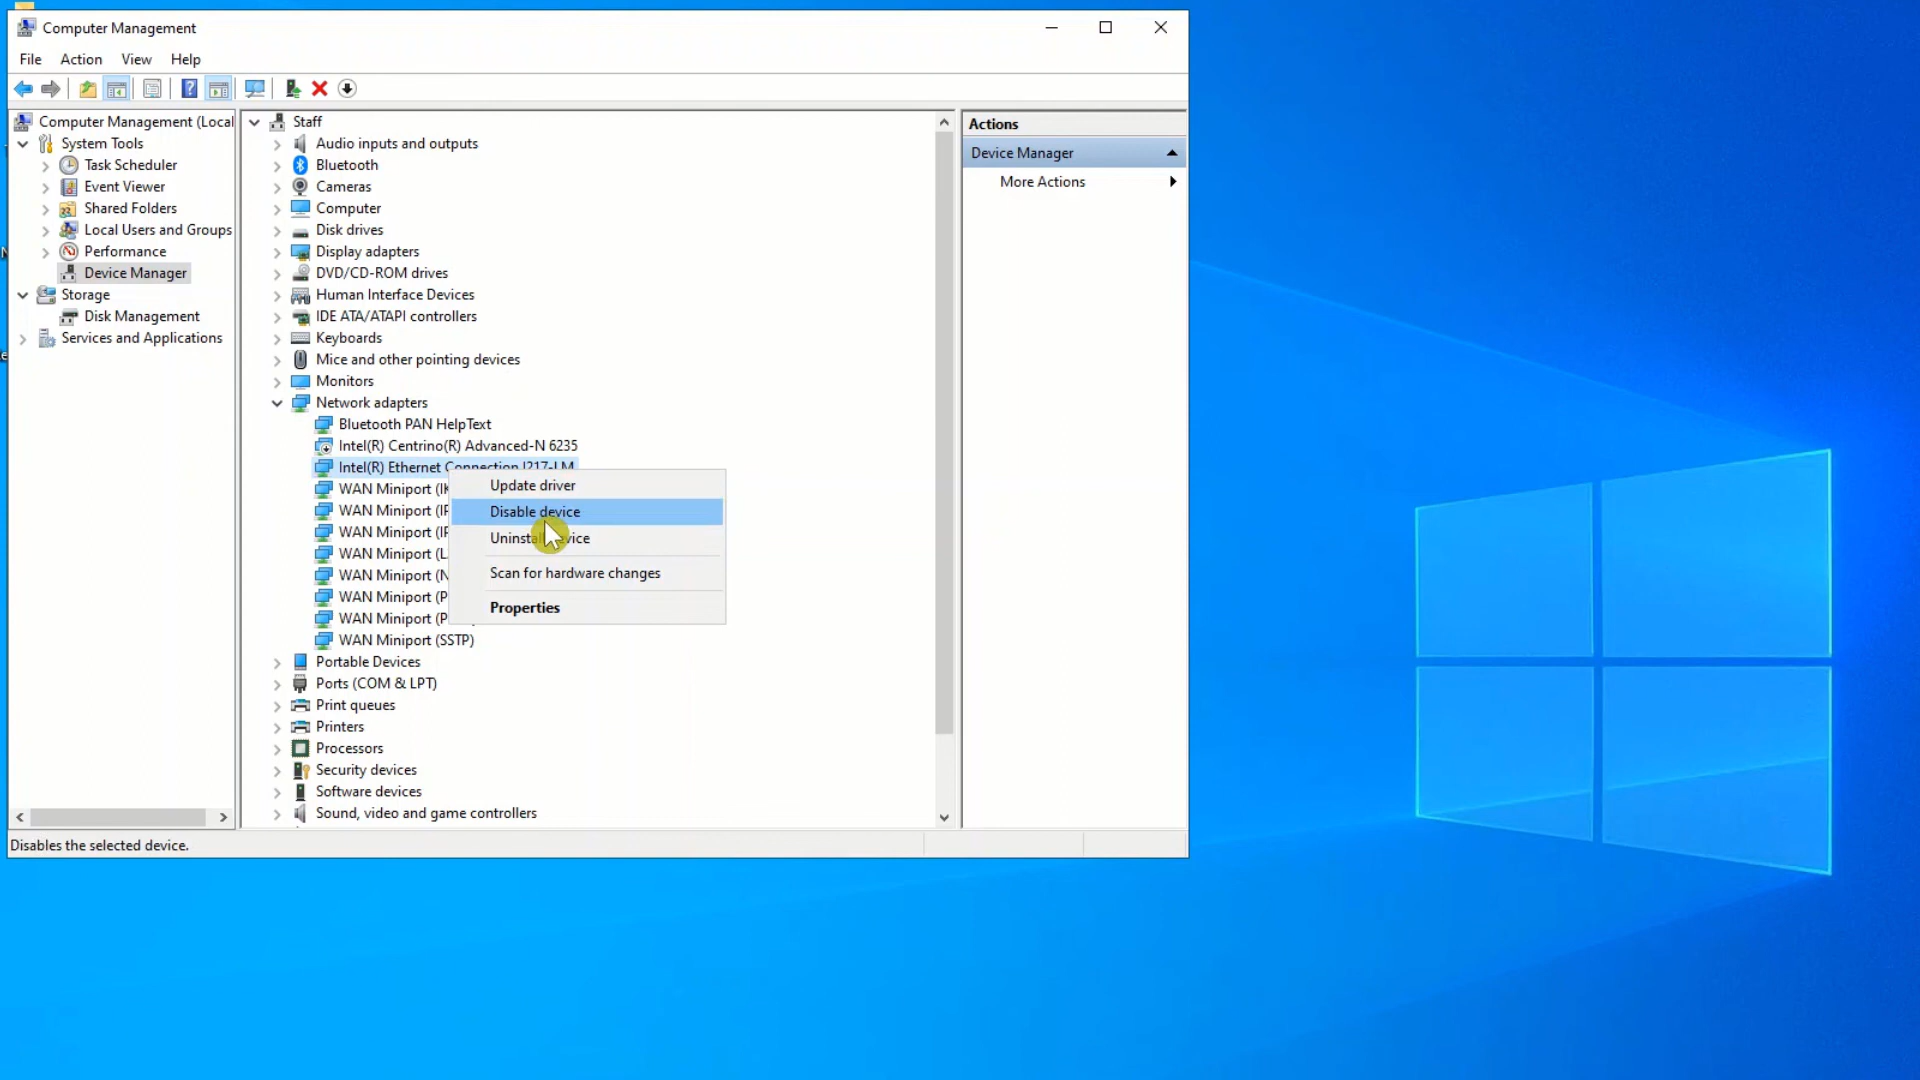 Computer Management
File Action View Help
Computer Management (Local
System Tools
Task Scheduler
Event Viewer
Shared Folders
Local Users and Groups
Performance
Device Manager
Storage
Disk Management
Services and Applications
Staff
Audio inputs and outputs
Bluetooth
Cameras
Computer
Disk drives
Display adapters
DVD/CD-ROM drives
Human Interface Devices
IDE ATA/ATAPI controllers
Keyboards
Mice and other pointing devices
Monitors
Network adapters
Bluetooth PAN HelpText
Intel(R) Centrino(R) Advanced-N 6235
Intel(R) Ethernet Connection I217-LM
WAN Miniport (IK
WAN Miniport (IP
WAN Miniport (IP
WAN Miniport (L
WAN Miniport (N
WAN Miniport (P
WAN Miniport (P
WAN Miniport (SSTP)
Portable Devices
Ports (COM & LPT)
Print queues
Printers
Processors
Security devices
Software devices
Sound, video and game controllers
Update driver
Disable device
Uninstall device
Scan for hardware changes
Properties
Actions
Device Manager
More Actions
Disables the selected device.